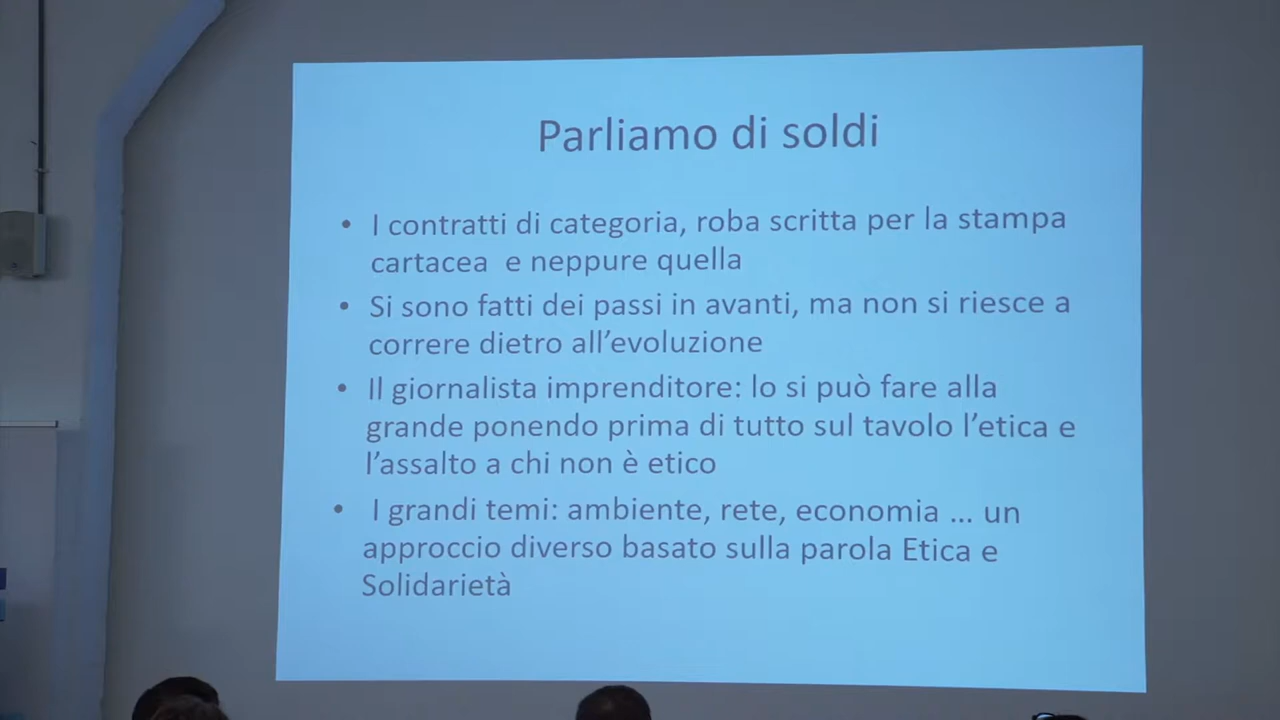 Parliamo di soldi
• I contratti di categoria, roba scritta per la stampa
cartacea e neppure quella
• Si sono fatti dei passi in avanti, ma non si riesce a
correre dietro all’evoluzione
• Il giornalista imprenditore: lo si può fare alla
grande ponendo prima di tutto sul tavolo l’etica e
l’assalto a chi non è etico
• I grandi temi: ambiente, rete, economia ... un
approccio diverso basato sulla parola Etica e
Solidarietà